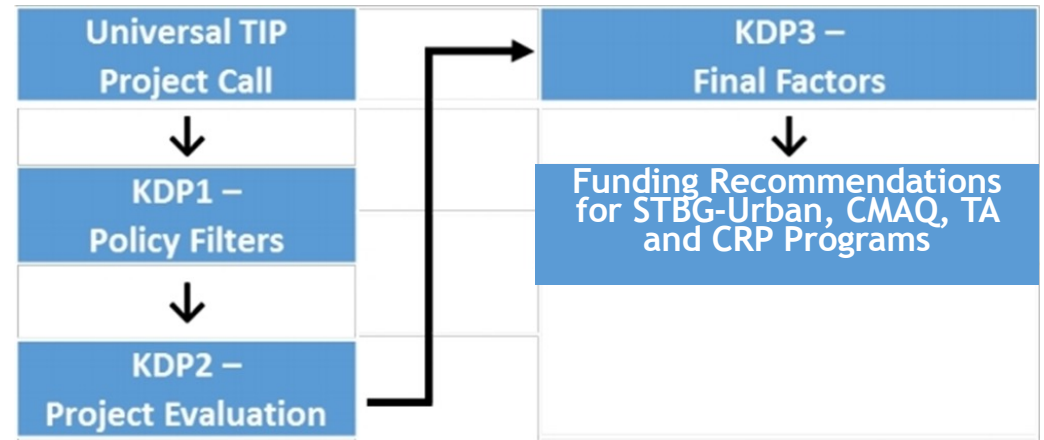 Universal TIP
Project Call
KDP1 –
Policy Filters
KDP2 –
Project Evaluation
KDP3 –
Final Factors
Funding Recommendations
for STBG-Urban, CMAQ, TA
and CRP Programs